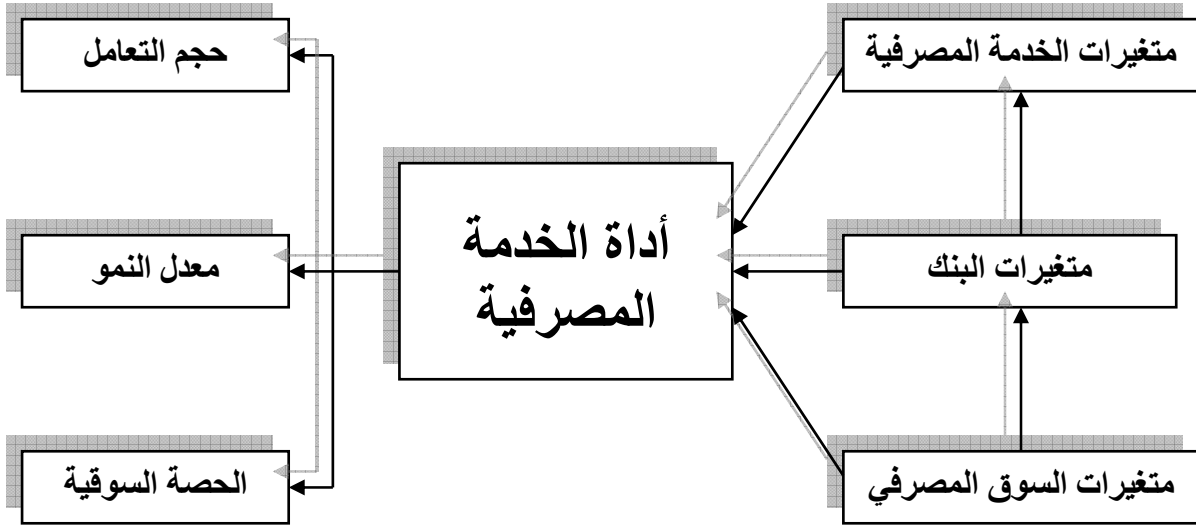 متغيرات الخدمة المصرفية
حجم التعامل
أداة الخدمة
المصرفية
متغيرات البنك
معدل النمو
متغيرات السوق المصرفي
الحصة السوقية